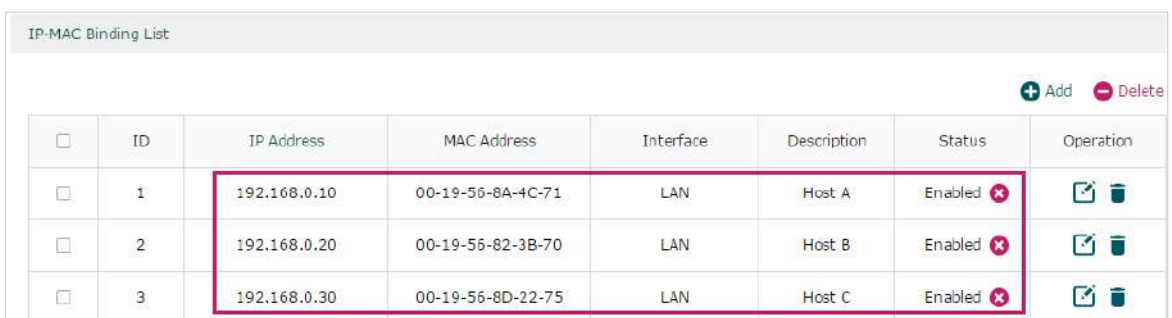 IP-MAC Binding List
Add Delete
ID IP Address MAC Address Interface Description Status Operation
1 192.168.0.10 00-19-56-8A-4C-71 LAN Host A Enabled
2 192.168.0.20 00-19-56-82-3B-70 LAN Host B Enabled
3 192.168.0.30 00-19-56-8D-22-75 LAN Host C Enabled